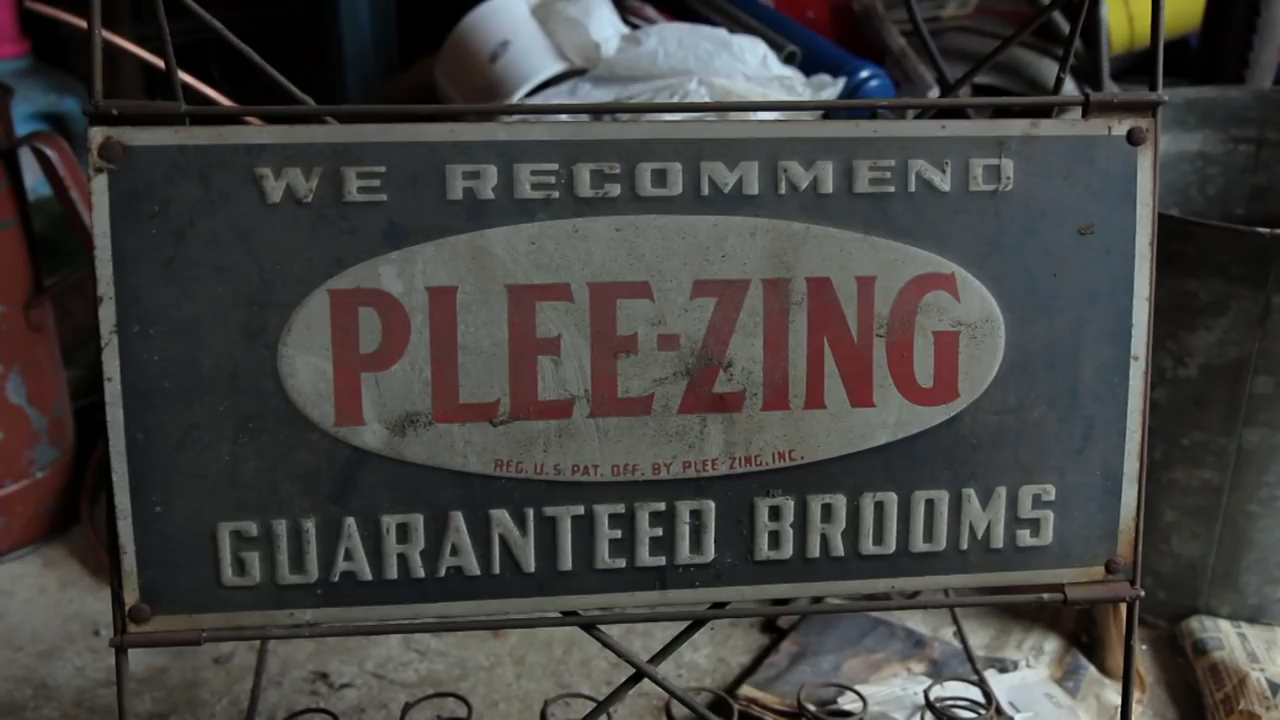 WE RECOMMEND
PLEE-ZING
REG. U.S. PAT. OFF. BY PLEE-ZING, INC.
GUARANTEED BROOMS